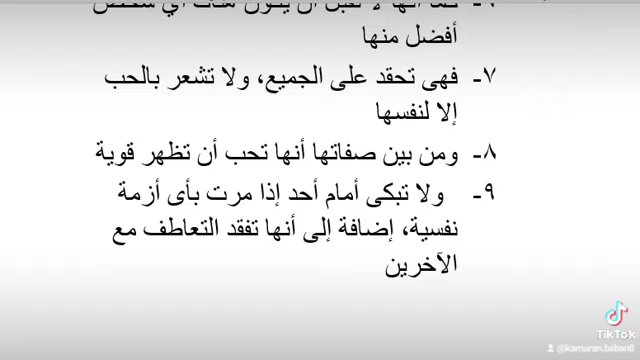 أفضل منها
٧- فهى تحقد على الجميع، ولا تشعر بالحب
إلا لنفسها
٨- ومن بين صفاتها أنها تحب أن تظهر قوية
٩- ولا تبكى أمام أحد إذا مرت بأى أزمة
نفسية، إضافة إلى أنها تفقد التعاطف مع
الآخرين
TikTok
@kamaran.baban8